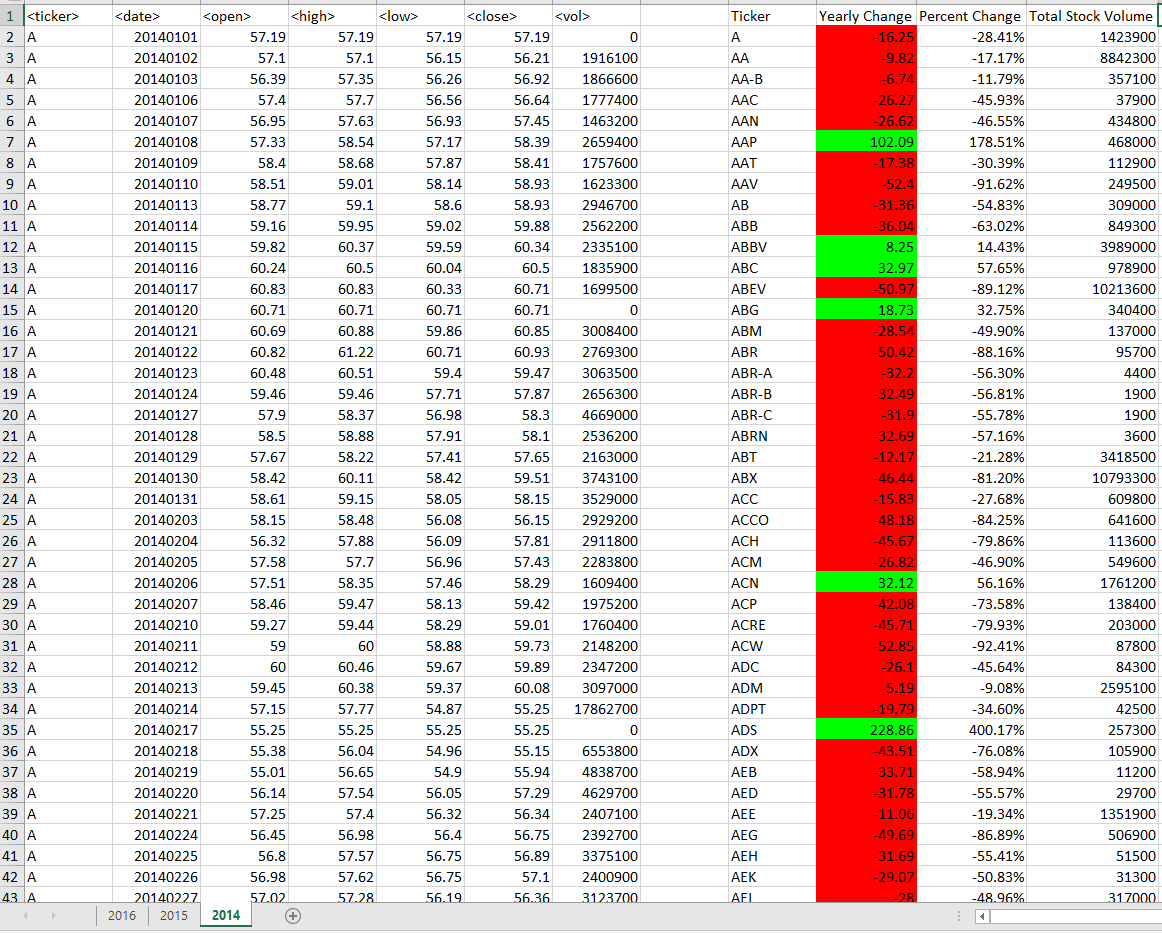 1 <ticker> <date> <open> <high> <low> <close> <vol> Ticker Yearly Change Percent Change Total Stock Volume
2 A 20140101 57.19 57.19 57.19 57.19 0 A -16.25 -28.41% 1423900
3 A 20140102 57.1 57.1 56.15 56.21 1916100 AA -9.82 -17.17% 8842300
4 A 20140103 56.39 57.35 56.26 56.92 1866600 AA-B -6.74 -11.79% 357100
5 A 20140106 57.4 57.7 56.56 56.64 1777400 AAC -26.27 -45.93% 37900
6 A 20140107 56.95 57.63 56.93 57.45 1463200 AAN -26.62 -46.55% 434800
7 A 20140108 57.33 58.54 57.17 58.39 2659400 AAP 102.09 178.51% 468000
8 A 20140109 58.4 58.68 57.87 58.41 1757600 AAT -17.38 -30.39% 112900
9 A 20140110 58.51 59.01 58.14 58.93 1623300 AAV -52.4 -91.62% 249500
10 A 20140113 58.77 59.1 58.6 58.93 2946700 AB -31.36 -54.83% 309000
11 A 20140114 59.16 59.95 59.02 59.88 2562200 ABB -36.04 -63.02% 849300
12 A 20140115 59.82 60.37 59.59 60.34 2335100 ABBV 8.25 14.43% 3989000
13 A 20140116 60.24 60.5 60.04 60.5 1835900 ABC 32.97 57.65% 978900
14 A 20140117 60.83 60.83 60.33 60.71 1699500 ABEV -50.97 -89.12% 10213600
15 A 20140120 60.71 60.71 60.71 60.71 0 ABG 18.73 32.75% 340400
16 A 20140121 60.69 60.88 59.86 60.85 3008400 ABM -28.54 -49.90% 137000
17 A 20140122 60.82 61.22 60.71 60.93 2769300 ABR -50.42 -88.16% 95700
18 A 20140123 60.48 60.51 59.4 59.47 3063500 ABR-A -32.2 -56.30% 4400
19 A 20140124 59.46 59.46 57.71 57.87 2656300 ABR-B -32.49 -56.81% 1900
20 A 20140127 57.9 58.37 56.98 58.3 4669000 ABR-C -31.9 -55.78% 1900
21 A 20140128 58.5 58.88 57.91 58.1 2536200 ABRN -32.69 -57.16% 3600
22 A 20140129 57.67 58.22 57.41 57.65 2163000 ABT -12.17 -21.28% 3418500
23 A 20140130 58.42 60.11 58.42 59.51 3743100 ABX -46.44 -81.20% 10793300
24 A 20140131 58.61 59.15 58.05 58.15 3529000 ACC -15.83 -27.68% 609800
25 A 20140203 58.15 58.48 56.08 56.15 2929200 ACCO -48.18 -84.25% 641600
26 A 20140204 56.32 57.88 56.09 57.81 2911800 ACH -45.67 -79.86% 113600
27 A 20140205 57.58 57.7 56.96 57.43 2283800 ACM -26.82 -46.90% 549600
28 A 20140206 57.51 58.35 57.46 58.29 1609400 ACN 32.12 56.16% 1761200
29 A 20140207 58.46 59.47 58.13 59.42 1975200 ACP -42.08 -73.58% 138400
30 A 20140210 59.27 59.44 58.29 59.01 1760400 ACRE -45.71 -79.93% 203000
31 A 20140211 59 60 58.88 59.73 2148200 ACW -52.85 -92.41% 87800
32 A 20140212 60 60.46 59.67 59.89 2347200 ADC -26.1 -45.64% 84300
33 A 20140213 59.45 60.38 59.37 60.08 3097000 ADM -5.19 -9.08% 2595100
34 A 20140214 57.15 57.77 54.87 55.25 17862700 ADPT -19.79 -34.60% 42500
35 A 20140217 55.25 55.25 55.25 55.25 0 ADS 228.86 400.17% 257300
36 A 20140218 55.38 56.04 54.96 55.15 6553800 ADX -43.51 -76.08% 105900
37 A 20140219 55.01 56.65 54.9 55.94 4838700 AEB -33.71 -58.94% 11200
38 A 20140220 56.14 57.54 56.05 57.29 4629700 AED -31.78 -55.57% 29700
39 A 20140221 57.25 57.4 56.32 56.34 2407100 AEE -11.06 -19.34% 1351900
40 A 20140224 56.45 56.98 56.4 56.75 2392700 AEG -49.69 -86.89% 506900
41 A 20140225 56.8 57.57 56.75 56.89 3375100 AEH -31.69 -55.41% 51500
42 A 20140226 56.98 57.62 56.75 57.1 2400900 AEK -29.07 -50.83% 31300
43 A 20140227 57.02 57.28 56.19 56.36 3123700 AEL -28 -48.96% 317000
2016 2015 2014